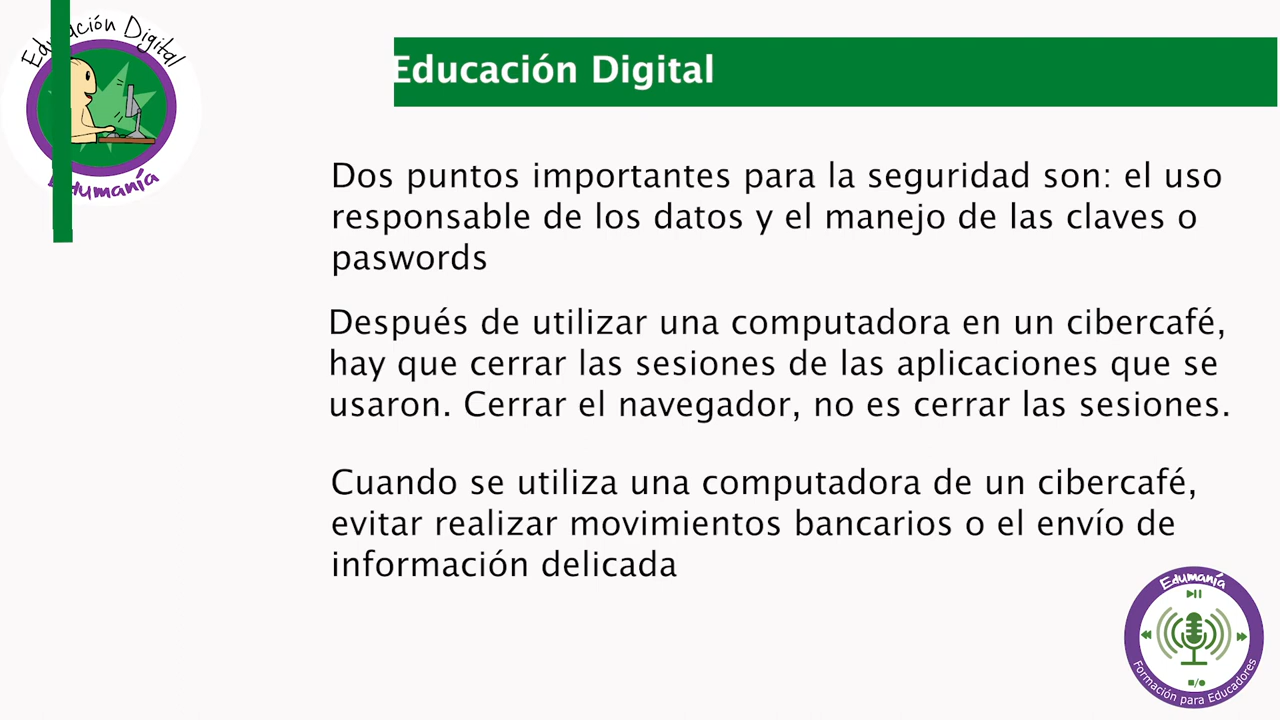 Educación Digital
Edumanía
Educación Digital
Dos puntos importantes para la seguridad son: el uso
responsable de los datos y el manejo de las claves o
paswords
Después de utilizar una computadora en un cibercafé,
hay que cerrar las sesiones de las aplicaciones que se
usaron. Cerrar el navegador, no es cerrar las sesiones.
Cuando se utiliza una computadora de un cibercafé,
evitar realizar movimientos bancarios o el envío de
información delicada
Edumanía
Formación para Educadores